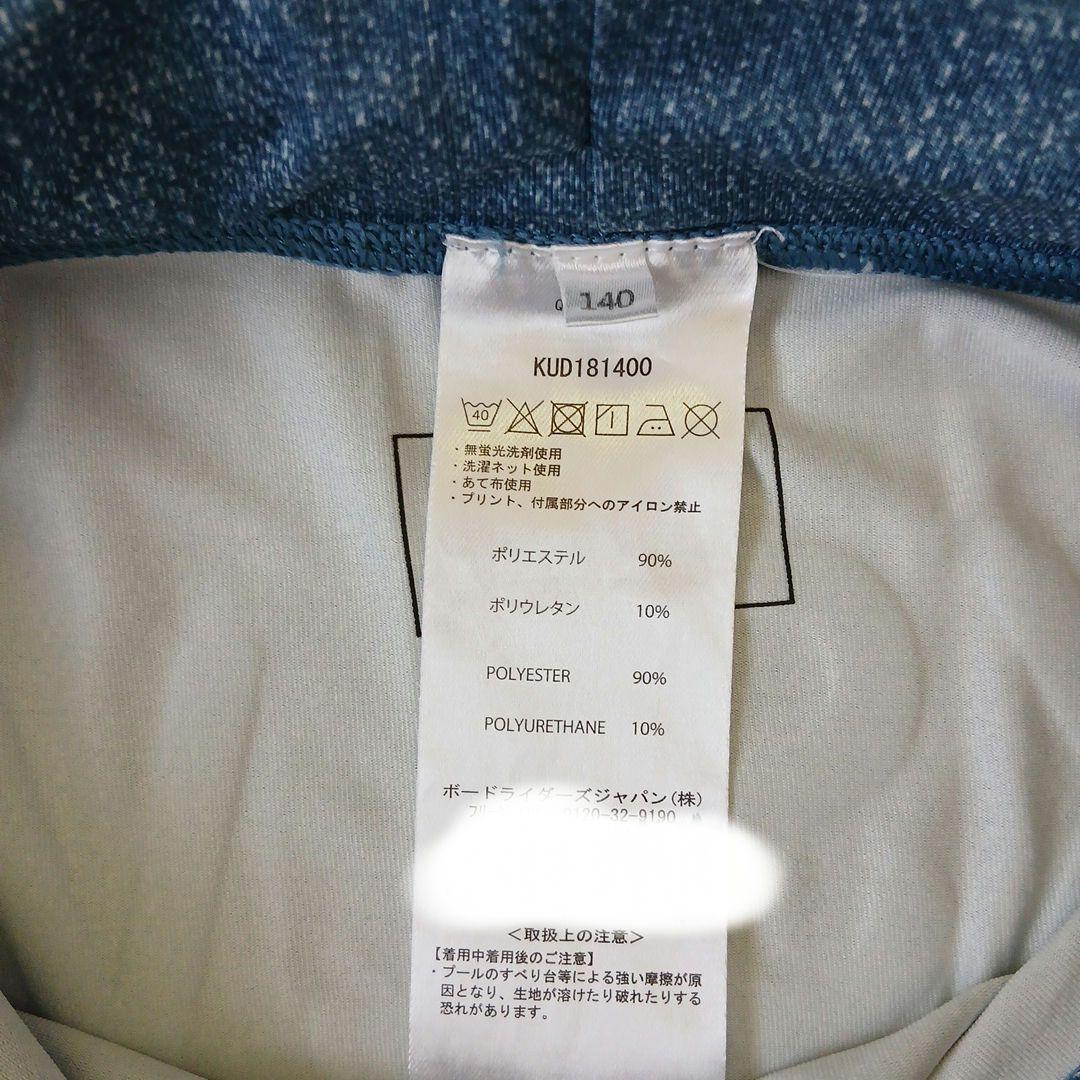 140
KUD181400
40
・無蛍光洗剤使用
・洗濯ネット使用
・あて布使用
・プリント、付属部分へのアイロン禁止
ポリエステル 90%
ポリウレタン 10%
POLYESTER 90%
POLYURETHANE 10%
ボードライダーズジャパン(株)
0120-32-9190
<取扱上の注意>
【着用中着用後のご注意】
・プールのすべり台等による強い摩擦が原
因となり、生地が溶けたり破れたりする
恐れがあります。